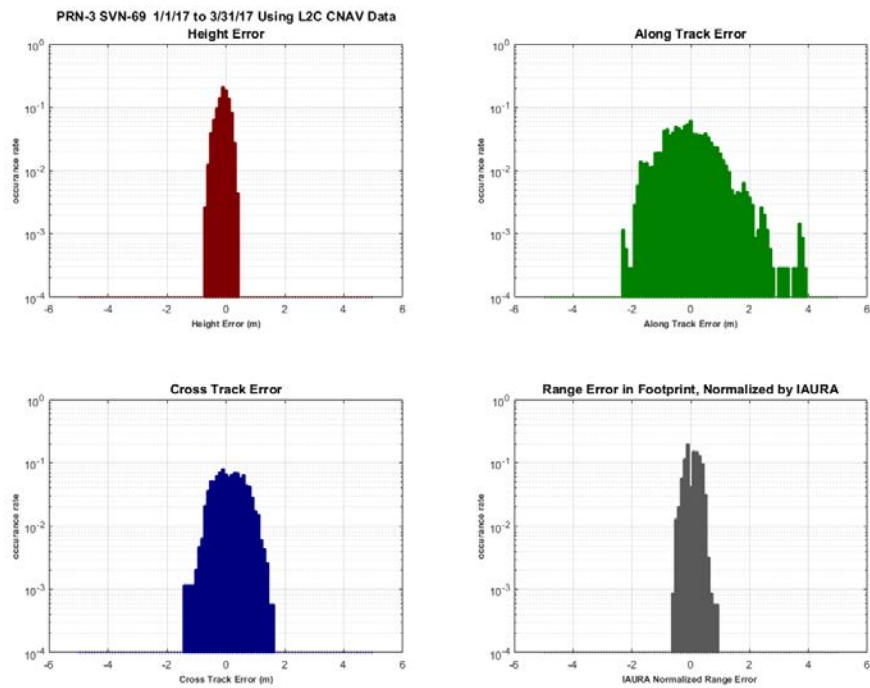 PRN-3 SVN-69 1/1/17 to 3/31/17 Using L2C CNAV Data
Height Error
10^0
10^-1
10^-2
10^-3
10^-4
occurance rate
-6 -4 -2 0 2 4 6
Height Error (m)
Along Track Error
10^0
10^-1
10^-2
10^-3
10^-4
occurance rate
-6 -4 -2 0 2 4 6
Along Track Error (m)
Cross Track Error
10^0
10^-1
10^-2
10^-3
10^-4
occurance rate
-6 -4 -2 0 2 4 6
Cross Track Error (m)
Range Error in Footprint, Normalized by IAURA
10^0
10^-1
10^-2
10^-3
10^-4
occurance rate
-6 -4 -2 0 2 4 6
IAURA Normalized Range Error